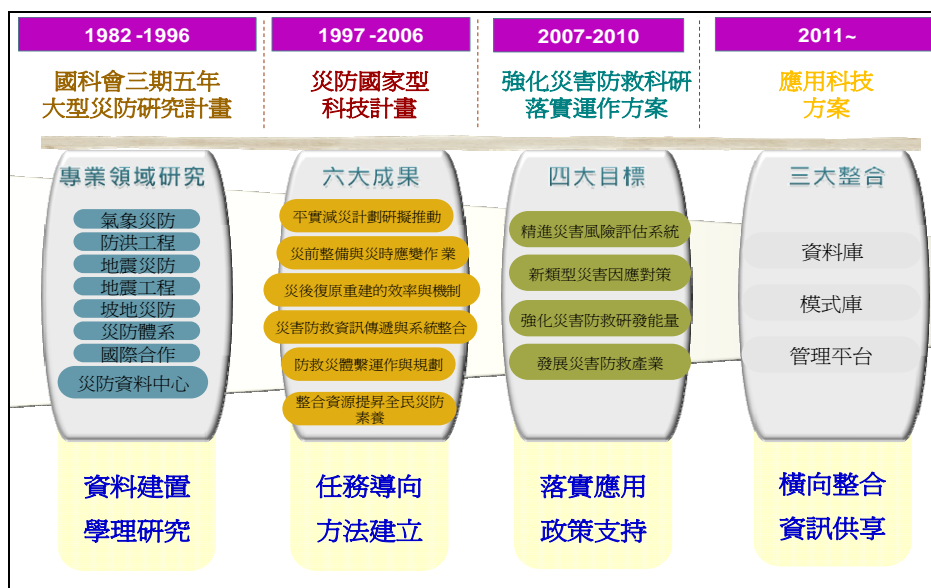 1982 -1996
國科會三期五年
大型災防研究計畫
專業領域研究
氣象災防
防洪工程
地震災防
地震工程
坡地災防
災防體系
國際合作
災防資料中心
資料建置
學理研究
1997 -2006
災防國家型
科技計畫
六大成果
平實減災計劃研擬推動
災前整備與災時應變作 業
災後復原重建的效率與機制
災害防救資訊傳遞與系統整合
防救災體繫運作與規劃
整合資源提昇全民災防
素養
任務導向
方法建立
2007-2010
強化災害防救科研
落實運作方案
四大目標
精進災害風險評估系統
新類型災害因應對策
強化災害防救研發能量
發展災害防救產業
落實應用
政策支持
2011~
應用科技
方案
三大整合
資料庫
模式庫
管理平台
橫向整合
資訊供享